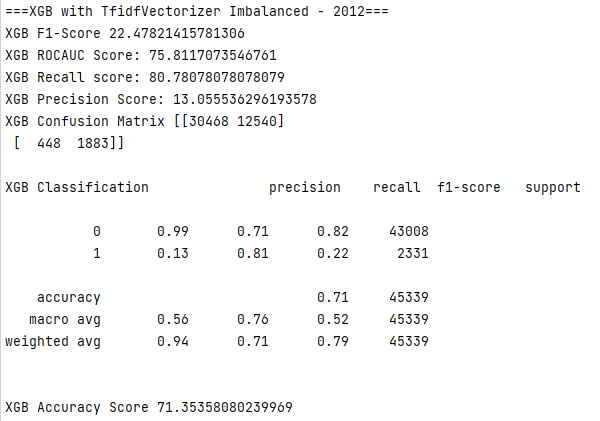 ===XGB with TfidfVectorizer Imbalanced - 2012===
XGB F1-Score 22.47821415781306
XGB ROCAUC Score: 75.8117073546761
XGB Recall score: 80.78078078078079
XGB Precision Score: 13.055536296193578
XGB Confusion Matrix [[30468 12540]
[  448  1883]]
XGB Classification               precision    recall  f1-score   support
0       0.99      0.71      0.82     43008
1       0.13      0.81      0.22      2331
accuracy                           0.71     45339
macro avg       0.56      0.76      0.52     45339
weighted avg       0.94      0.71      0.79     45339
XGB Accuracy Score 71.35358080239969